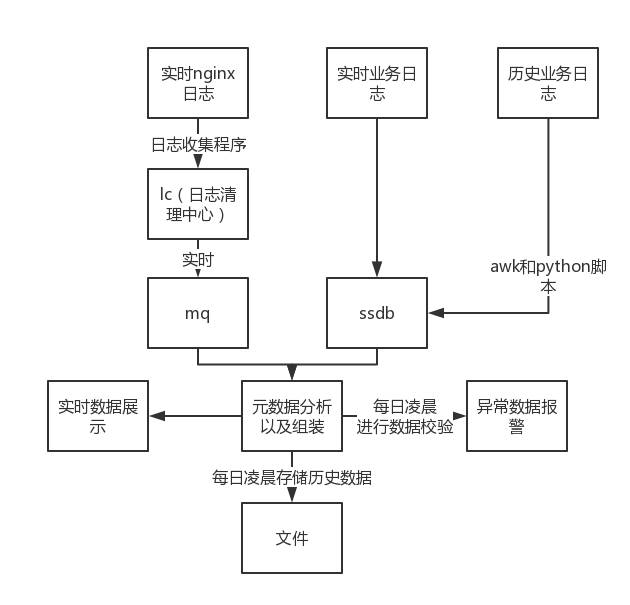 实时nginx
日志
实时业务日
志
历史业务日
志
日志收集程序
lc（日志清
理中心）
实时
awk和python脚
本
mq
ssdb
实时数据展
示
元数据分析
以及组装
每日凌晨
进行数据校验
异常数据报
警
每日凌晨存储历史数据
文件